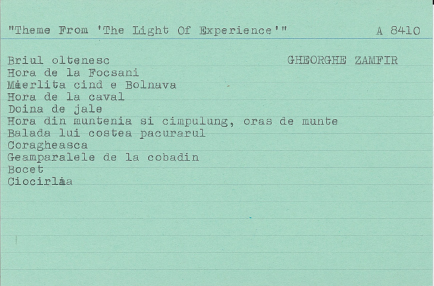 "Theme From 'The Light Of Experience'" A 8410
Briul oltenesc GHEORGHE ZAMFIR
Hora de la Focsani
Mierlita cind e Bolnava
Hora de la caval
Doina de jale
Hora din muntenia si cimpulung, oras de munte
Balada lui costea pacurarul
Coragheasca
Geamparalele de la cobadin
Bocet
Ciocirlia